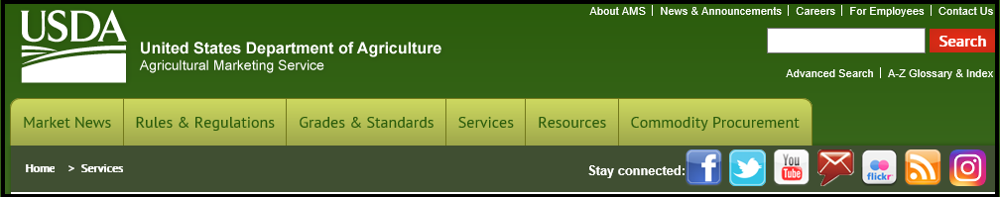 About AMS | News & Announcements | Careers | For Employees | Contact Us
USDA
United States Department of Agriculture
Agricultural Marketing Service
Search
Advanced Search | A-Z Glossary & Index
Market News Rules & Regulations Grades & Standards Services Resources Commodity Procurement
Home > Services
Stay connected: f You Tube flickr